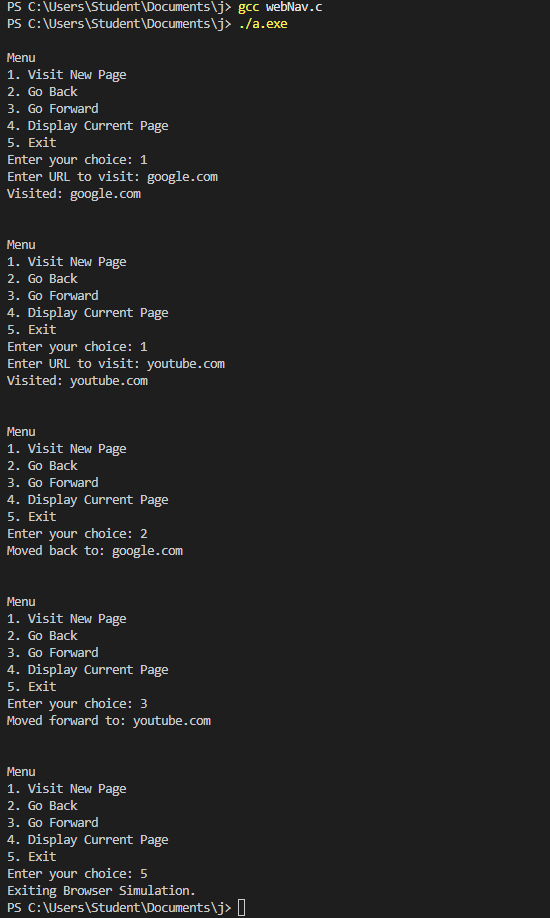 PS C:\Users\Student\Documents\j> gcc webNav.c
PS C:\Users\Student\Documents\j> ./a.exe
Menu
1. Visit New Page
2. Go Back
3. Go Forward
4. Display Current Page
5. Exit
Enter your choice: 1
Enter URL to visit: google.com
Visited: google.com
Menu
1. Visit New Page
2. Go Back
3. Go Forward
4. Display Current Page
5. Exit
Enter your choice: 1
Enter URL to visit: youtube.com
Visited: youtube.com
Menu
1. Visit New Page
2. Go Back
3. Go Forward
4. Display Current Page
5. Exit
Enter your choice: 2
Moved back to: google.com
Menu
1. Visit New Page
2. Go Back
3. Go Forward
4. Display Current Page
5. Exit
Enter your choice: 3
Moved forward to: youtube.com
Menu
1. Visit New Page
2. Go Back
3. Go Forward
4. Display Current Page
5. Exit
Enter your choice: 5
Exiting Browser Simulation.
PS C:\Users\Student\Documents\j>